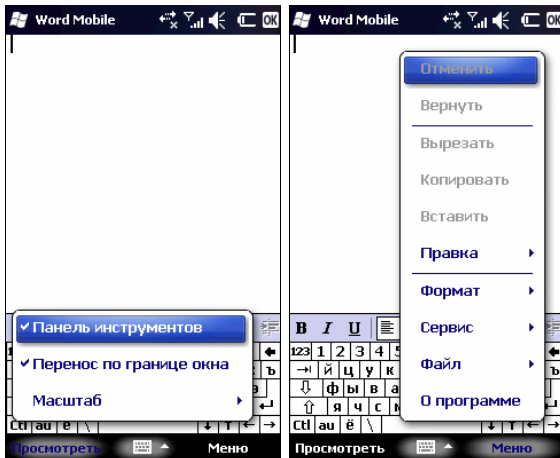 Word Mobile
OK
Панель инструментов
Перенос по границе окна
Масштаб
ъ
э
Ctl au ё \
Просмотреть
Меню
Word Mobile
OK
Отменить
Вернуть
Вырезать
Копировать
Вставить
Правка
Формат
Сервис
Файл
О программе
B I U
123 1 2 3 4 5
й ц у к
ф ы в а
я ч с
Ctl au ё \
ъ
Просмотреть
Меню